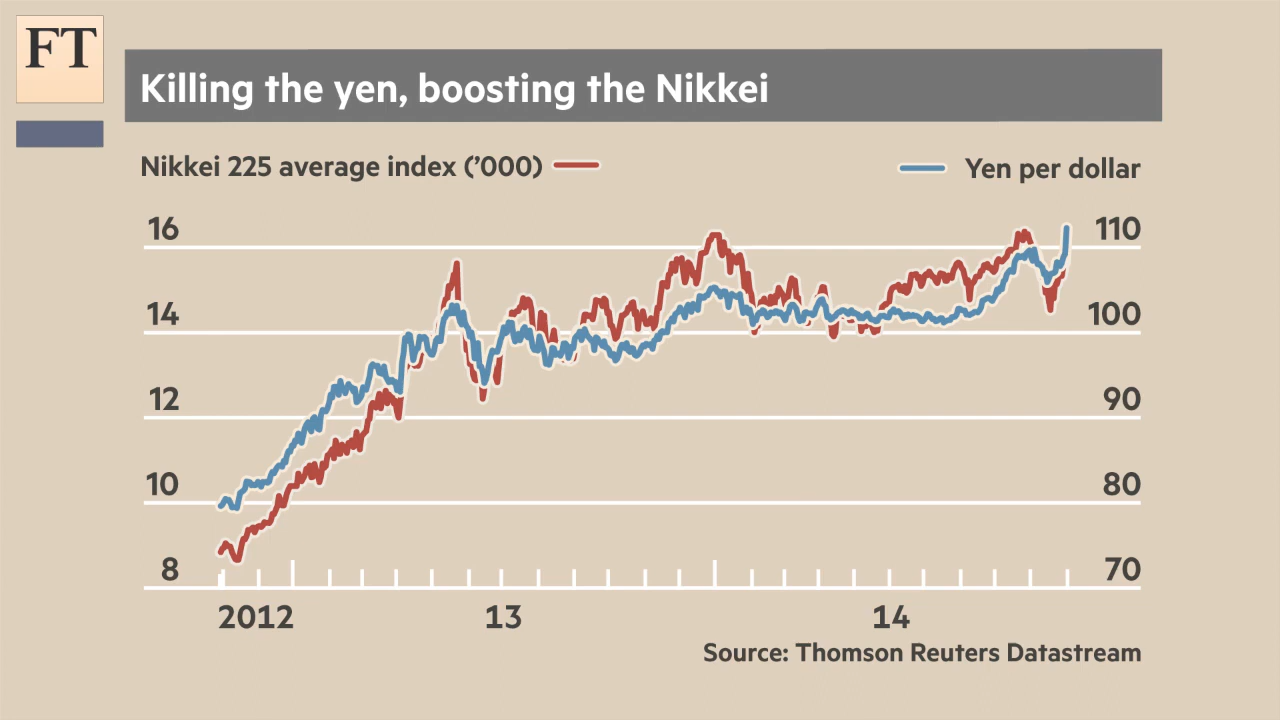 FT
Killing the yen, boosting the Nikkei
Nikkei 225 average index (’000)
Yen per dollar
16
110
14
100
12
90
10
80
8
70
2012
13
14
Source: Thomson Reuters Datastream